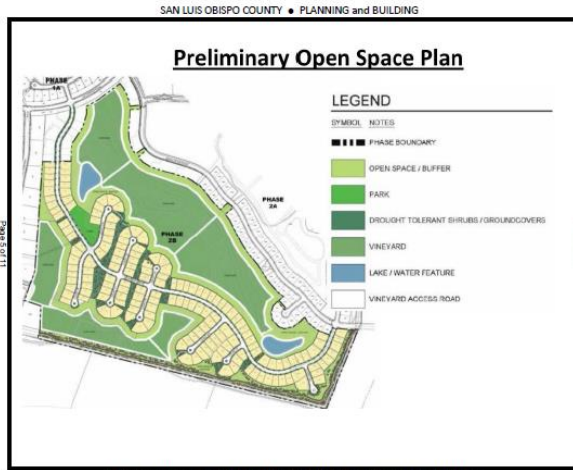 SAN LUIS OBISPO COUNTY ● PLANNING and BUILDING
Preliminary Open Space Plan
PHASE
1A
PHASE
2A
PHASE
2B
LEGEND
SYMBOL NOTES
PHASE BOUNDARY
OPEN SPACE / BUFFER
PARK
DROUGHT TOLERANT SHRUBS / GROUNDCOVERS
VINEYARD
LAKE / WATER FEATURE
VINEYARD ACCESS ROAD
Page 5 of 11